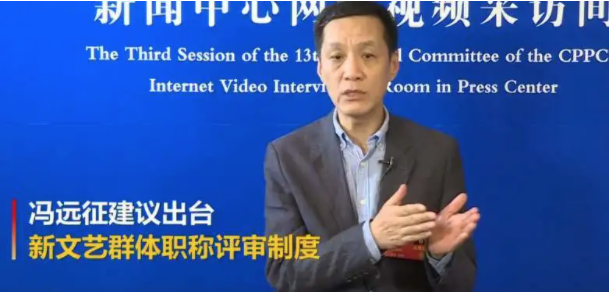 新闻中心网 视频采访间
The Third Session of the 13t l Committee of the CPPC
Internet Video Intervi Room in Press Center
冯远征建议出台
新文艺群体职称评审制度